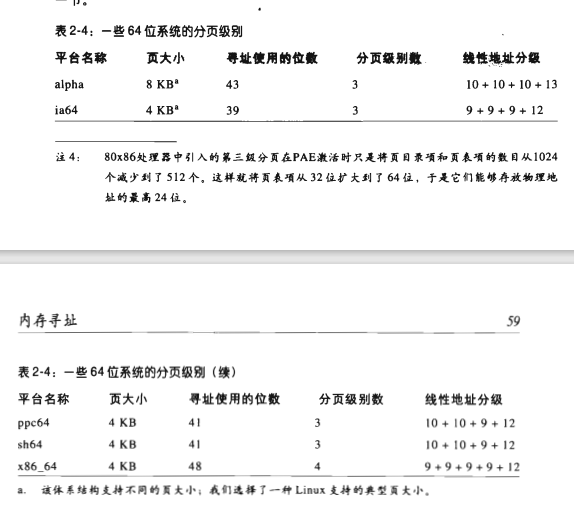 一节。
表 2-4：一些 64 位系统的分页级别
平台名称 页大小 寻址使用的位数 分页级别数 线性地址分级
alpha 8 KBᵃ 43 3 10 + 10 + 10 + 13
ia64 4 KBᵃ 39 3 9 + 9 + 9 + 12
注 4： 80x86处理器中引入的第三级分页在PAE激活时只是将页目录项和页表项的数目从1024
个减少到了 512 个。这样就将页表项从 32 位扩大到了 64 位，于是它们能够存放物理地
址的最高 24 位。
内存寻址 59
表 2-4：一些 64 位系统的分页级别（续）
平台名称 页大小 寻址使用的位数 分页级别数 线性地址分级
ppc64 4 KB 41 3 10 + 10 + 9 + 12
sh64 4 KB 41 3 10 + 10 + 9 + 12
x86_64 4 KB 48 4 9 + 9 + 9 + 9 + 12
a. 该体系结构支持不同的页大小；我们选择了一种 Linux 支持的典型页大小。